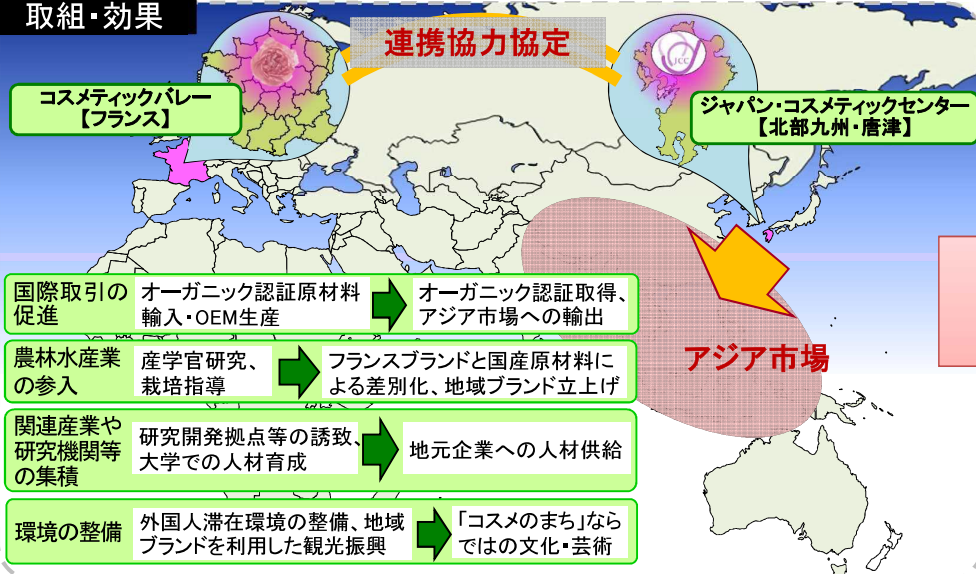 取組・効果
連携協力協定
コスメティックバレー
【フランス】
JCC
ジャパン・コスメティックセンター
【北部九州・唐津】
国際取引の
促進
オーガニック認証原材料
輸入・OEM生産
オーガニック認証取得、
アジア市場への輸出
農林水産業
の参入
産学官研究、
栽培指導
フランスブランドと国産原材料に
よる差別化、地域ブランド立上げ
関連産業や
研究機関等
の集積
研究開発拠点等の誘致、
大学での人材育成
地元企業への人材供給
環境の整備
外国人滞在環境の整備、地域
ブランドを利用した観光振興
「コスメのまち」なら
ではの文化・芸術
アジア市場